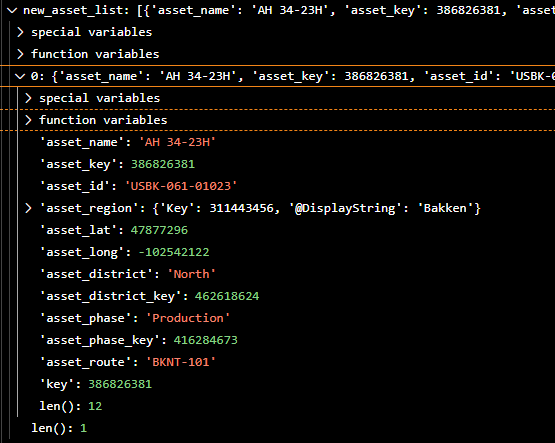 new_asset_list: [{'asset_name': 'AH 34-23H', 'asset_key': 386826381, 'asse
special variables
function variables
0: {'asset_name': 'AH 34-23H', 'asset_key': 386826381, 'asset_id': 'USBK-0
special variables
function variables
'asset_name': 'AH 34-23H'
'asset_key': 386826381
'asset_id': 'USBK-061-01023'
'asset_region': {'Key': 311443456, '@DisplayString': 'Bakken'}
'asset_lat': 47877296
'asset_long': -102542122
'asset_district': 'North'
'asset_district_key': 462618624
'asset_phase': 'Production'
'asset_phase_key': 416284673
'asset_route': 'BKNT-101'
'key': 386826381
len(): 12
len(): 1